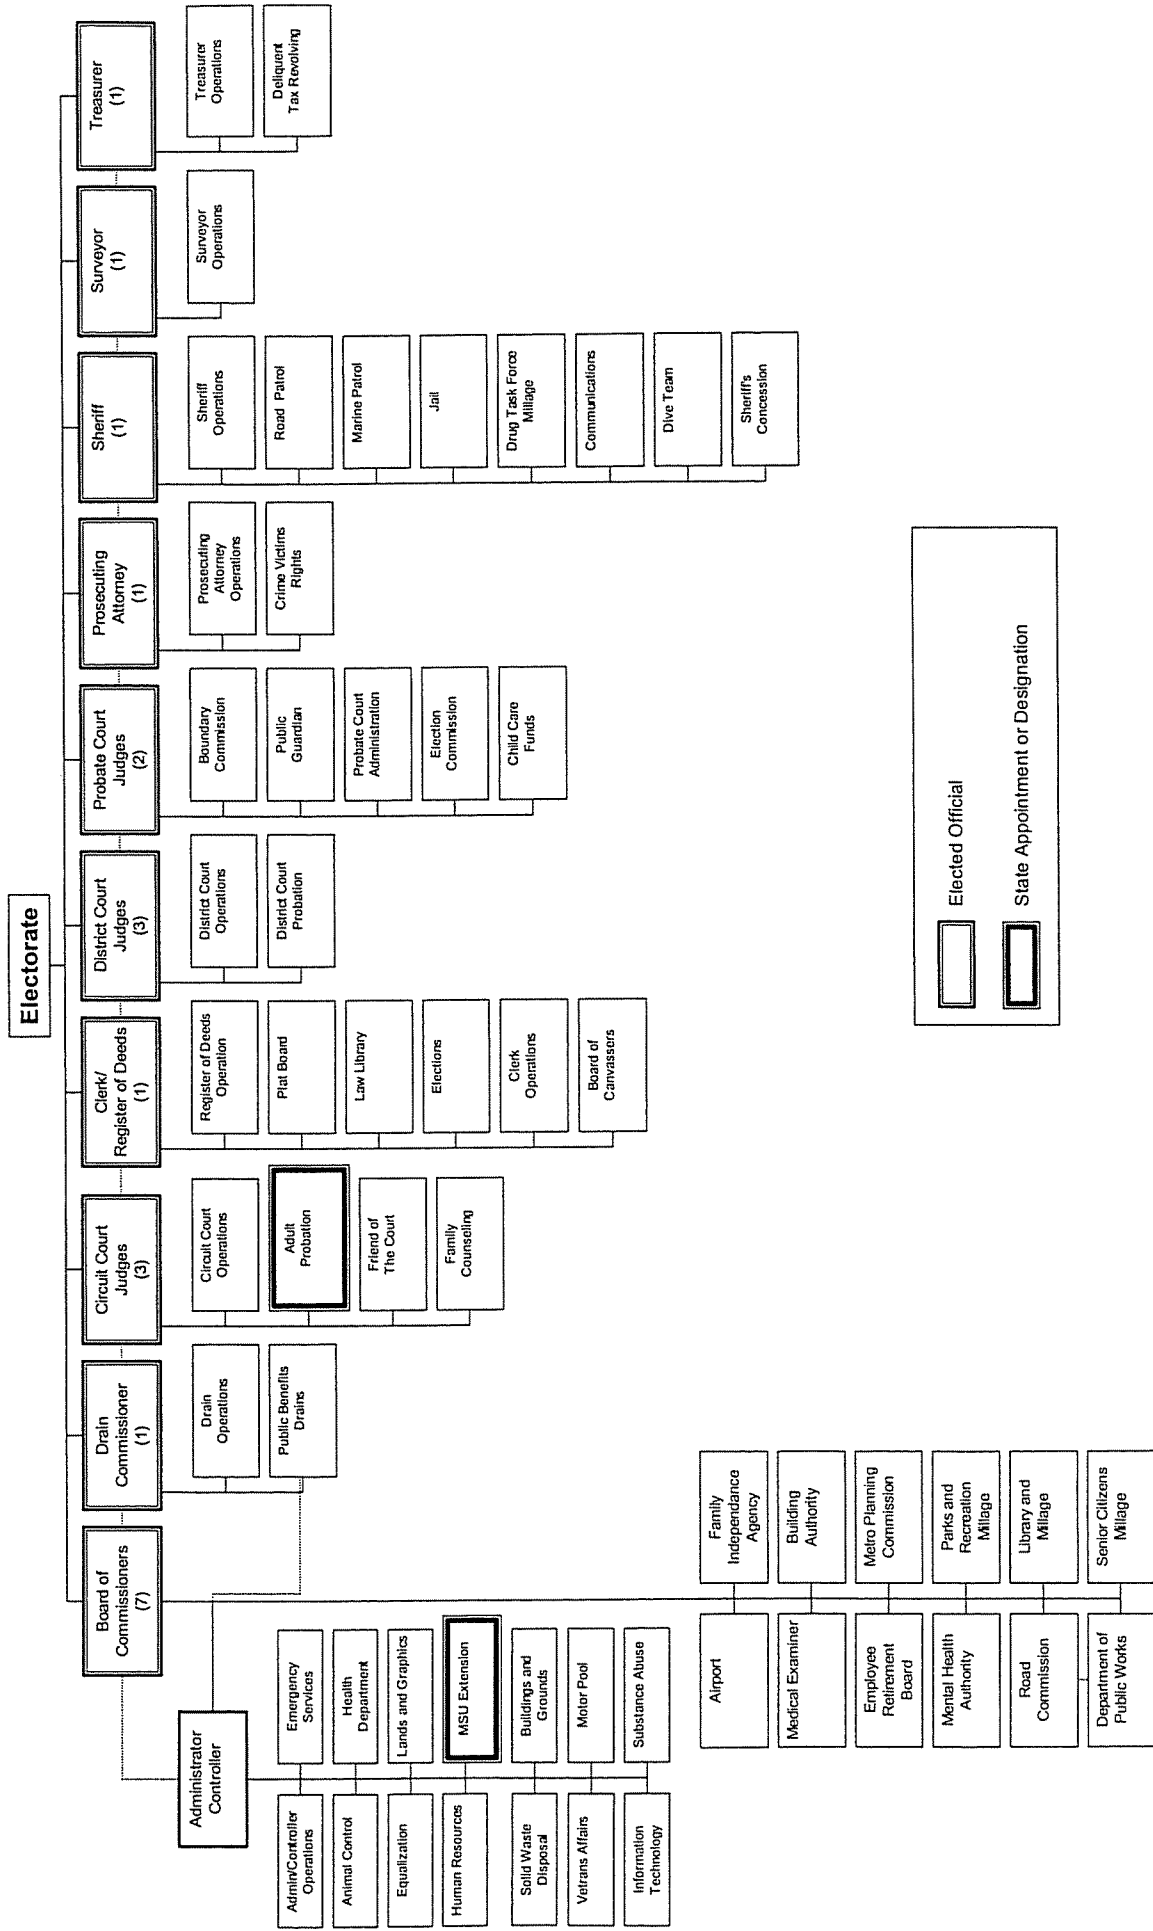 Electorate
Board of
Commissioners
(7)
Drain
Commissioner
(1)
Circuit Court
Judges
(3)
Clerk/
Register of Deeds
(1)
District Court
Judges
(3)
Probate Court
Judges
(2)
Prosecuting
Attorney
(1)
Sheriff
(1)
Surveyor
(1)
Treasurer
(1)
Administrator
Controller
Admin/Controller
Operations
Emergency
Services
Animal Control
Health
Department
Equalization
Lands and Graphics
Human Resources
MSU Extension
Solid Waste
Disposal
Buildings and
Grounds
Vetrans Affairs
Motor Pool
Information
Technology
Substance Abuse
Airport
Family
Independance
Agency
Medical Examiner
Building
Authority
Employee
Retirement
Board
Metro Planning
Commission
Mental Health
Authority
Parks and
Recreation
Millage
Road
Commission
Library and
Millage
Department of
Public Works
Senior Citizens
Millage
Drain
Operations
Public Benefits
Drains
Circuit Court
Operations
Adult
Probation
Friend of
The Court
Family
Counseling
Register of Deeds
Operation
Plat Board
Law Library
Elections
Clerk
Operations
Board of
Canvassers
District Court
Operations
District Court
Probation
Boundary
Commission
Public
Guardian
Probate Court
Administration
Election
Commission
Child Care
Funds
Prosecuting
Attorney
Operations
Crime Victims
Rights
Sheriff
Operations
Road Patrol
Marine Patrol
Jail
Drug Task Force
Millage
Communications
Dive Team
Sheriff's
Concession
Surveyor
Operations
Treasurer
Operations
Deliquent
Tax Revolving
Elected Official
State Appointment or Designation